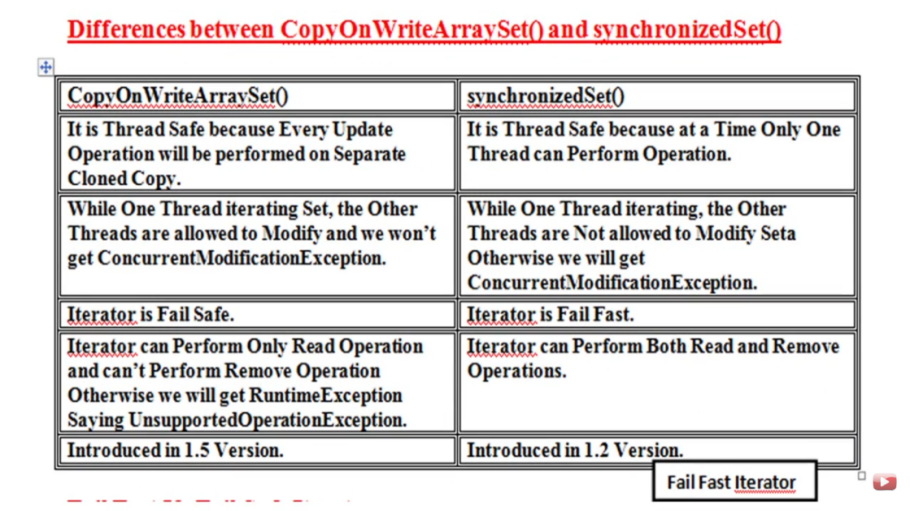 Differences between CopyOnWriteArraySet() and synchronizedSet()
CopyOnWriteArraySet()
synchronizedSet()
It is Thread Safe because Every Update
Operation will be performed on Separate
Cloned Copy.
It is Thread Safe because at a Time Only One
Thread can Perform Operation.
While One Thread iterating Set, the Other
Threads are allowed to Modify and we won't
get ConcurrentModificationException.
While One Thread iterating, the Other
Threads are Not allowed to Modify Seta
Otherwise we will get
ConcurrentModificationException.
Iterator is Fail Safe.
Iterator is Fail Fast.
Iterator can Perform Only Read Operation
and can't Perform Remove Operation
Otherwise we will get RuntimeException
Saying UnsupportedOperationException.
Iterator can Perform Both Read and Remove
Operations.
Introduced in 1.5 Version.
Introduced in 1.2 Version.
Fail Fast Iterator